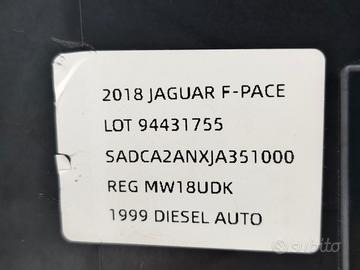 2018 JAGUAR F-PACE
LOT 94431755
SADCA2ANXJA351000
REG MW18UDK
1999 DIESEL AUTO
subito